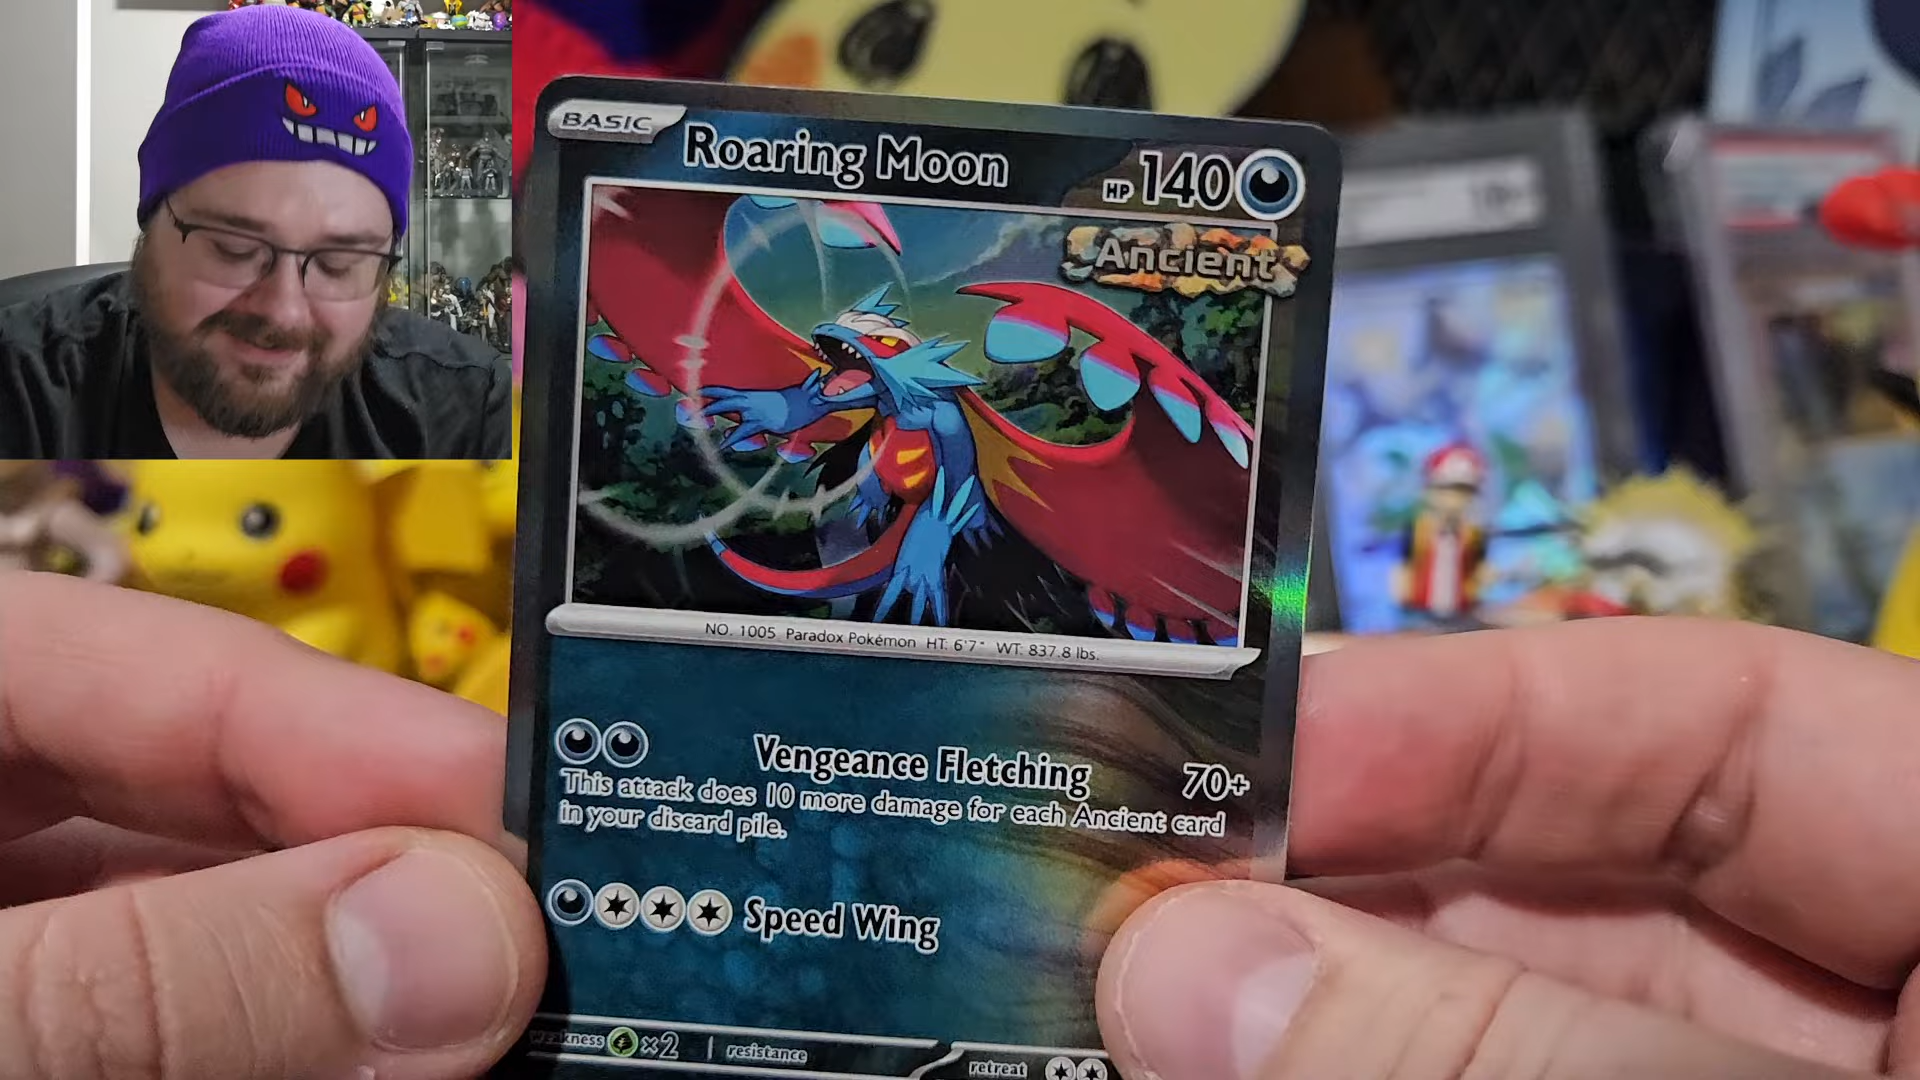 BASIC
Roaring Moon
HP 140
Ancient
NO. 1005 Paradox Pokémon HT: 6'7" WT: 837.8 lbs.
Vengeance Fletching 70+
This attack does 10 more damage for each Ancient card
in your discard pile.
Speed Wing
weakness ×2 resistance
retreat